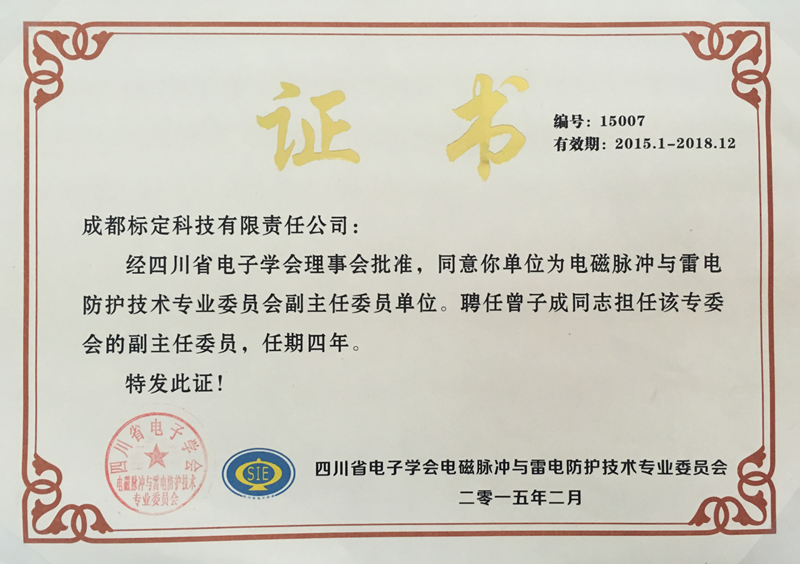 证书
编号：15007
有效期：2015.1-2018.12
成都标定科技有限责任公司：
经四川省电子学会理事会批准，同意你单位为电磁脉冲与雷电
防护技术专业委员会副主任委员单位。聘任曾子成同志担任该专委
会的副主任委员，任期四年。
特发此证！
四川省电子学会
电磁脉冲与雷电防护技术
专业委员会
SIE
四川省电子学会电磁脉冲与雷电防护技术专业委员会
二零一五年二月